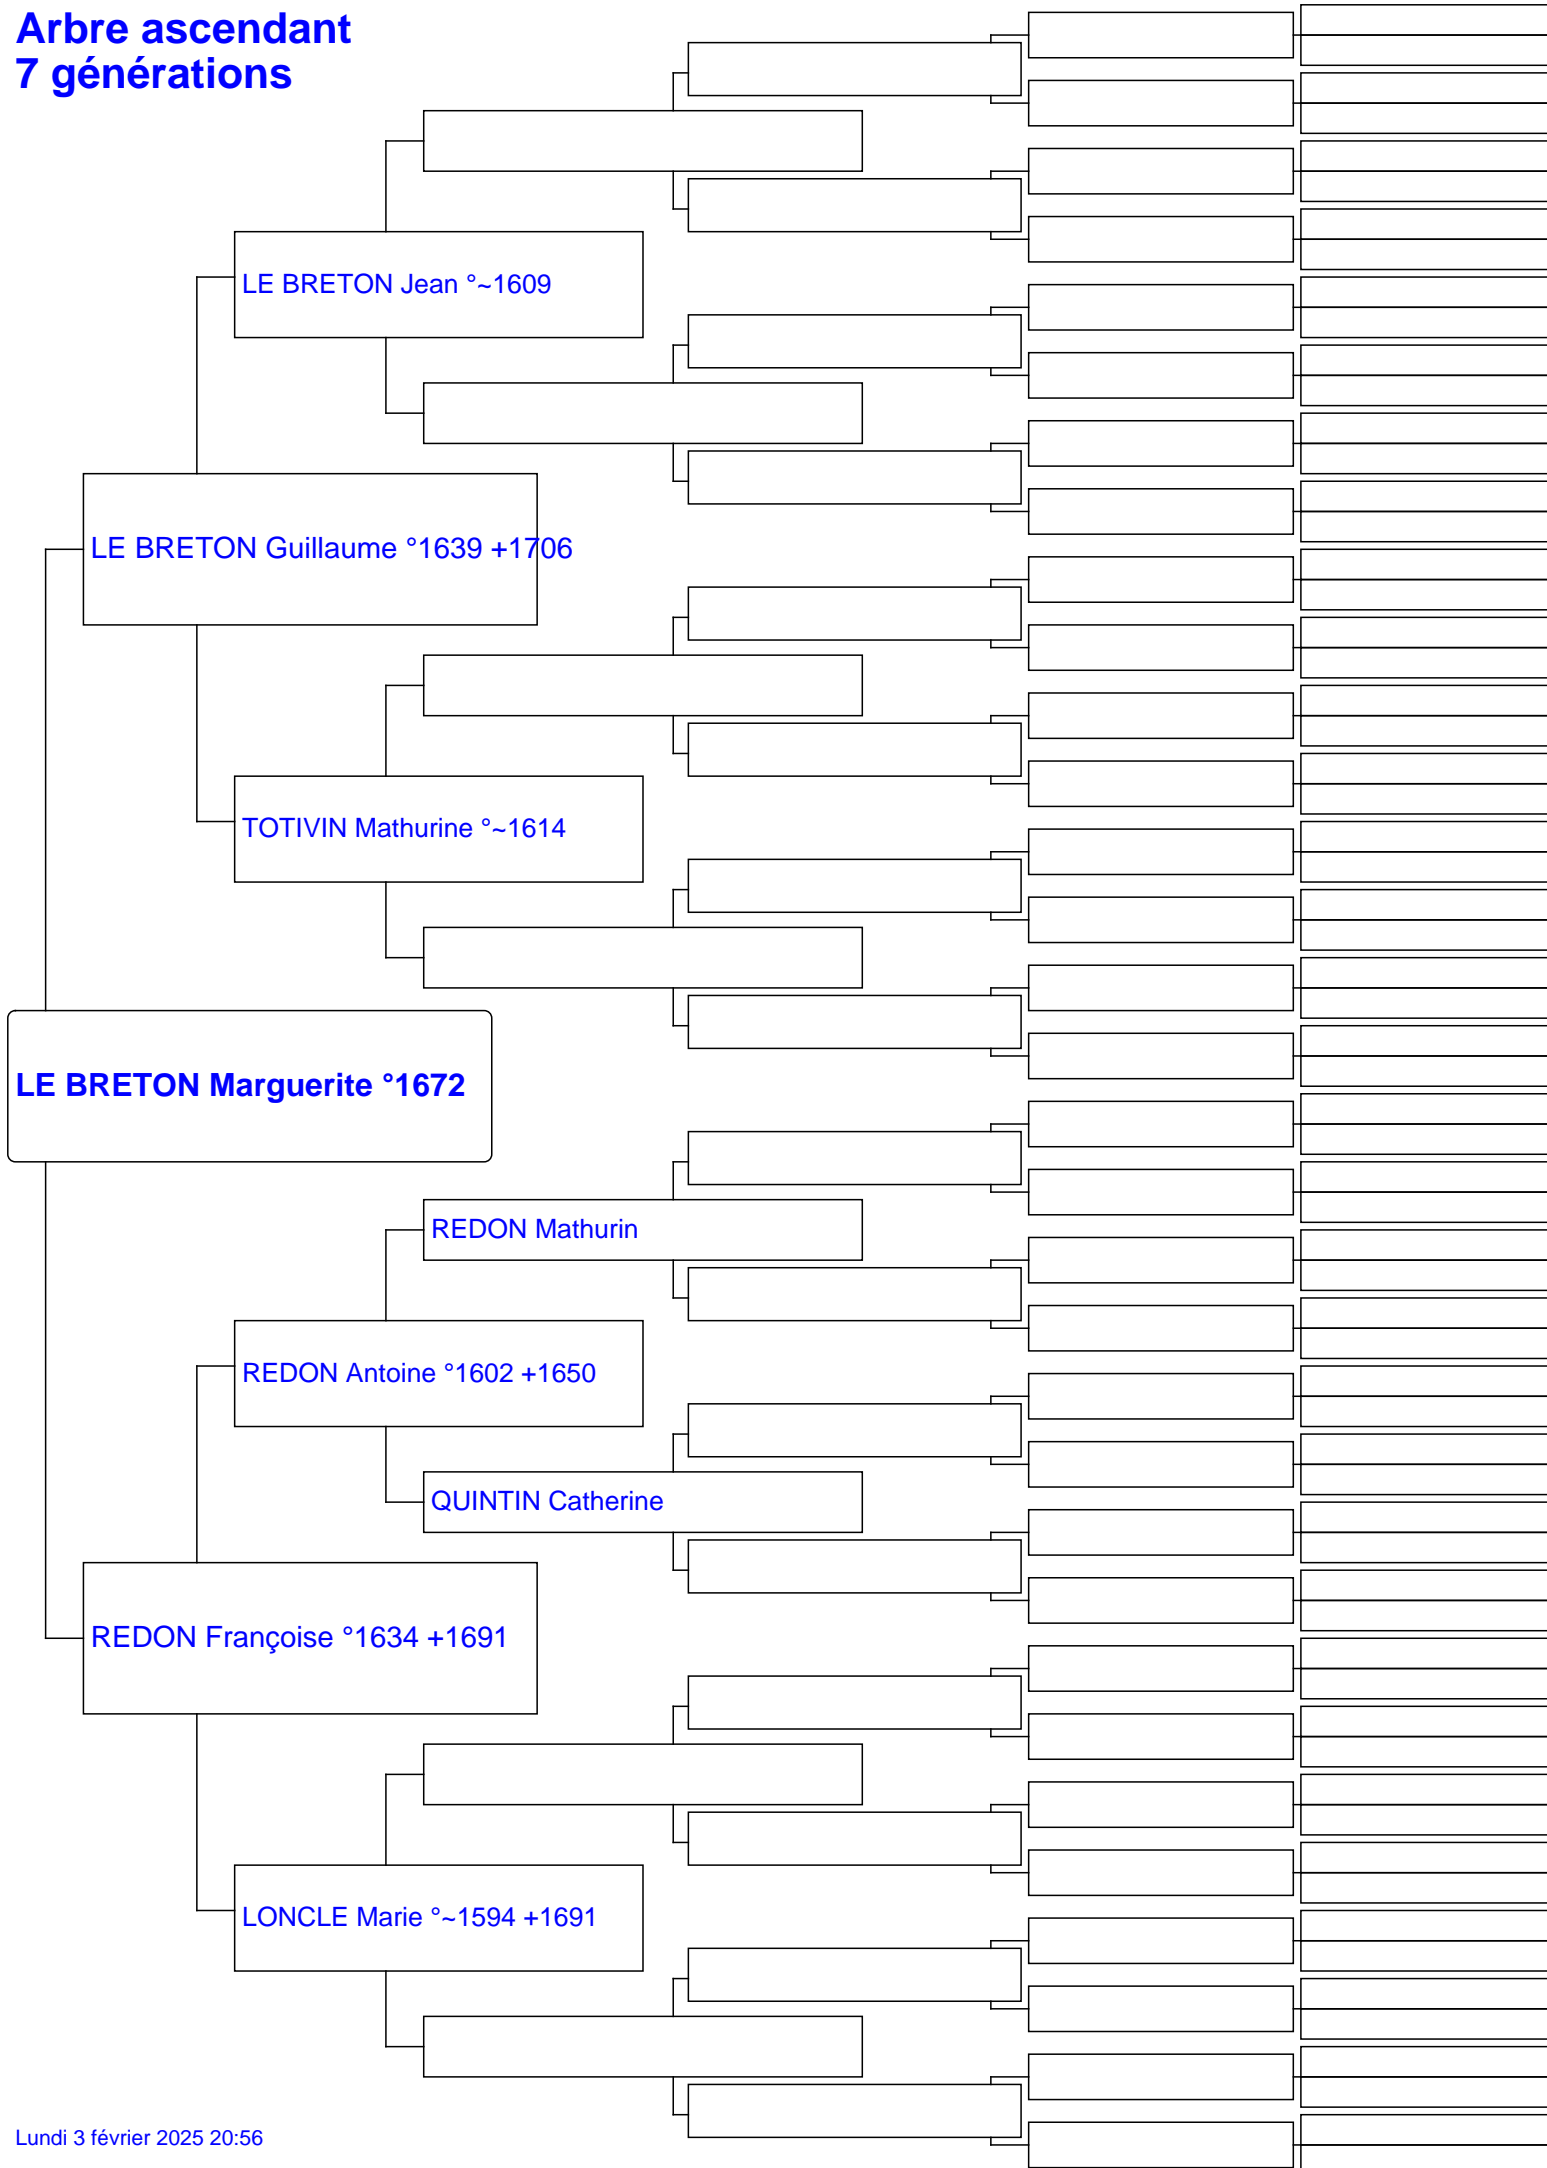 Arbre ascendant
7 générations
LE BRETON Jean °~1609
LE BRETON Guillaume °1639 +1706
TOTIVIN Mathurine °~1614
LE BRETON Marguerite °1672
REDON Mathurin
REDON Antoine °1602 +1650
QUINTIN Catherine
REDON Françoise °1634 +1691
LONCLE Marie °~1594 +1691
Lundi 3 février 2025 20:56